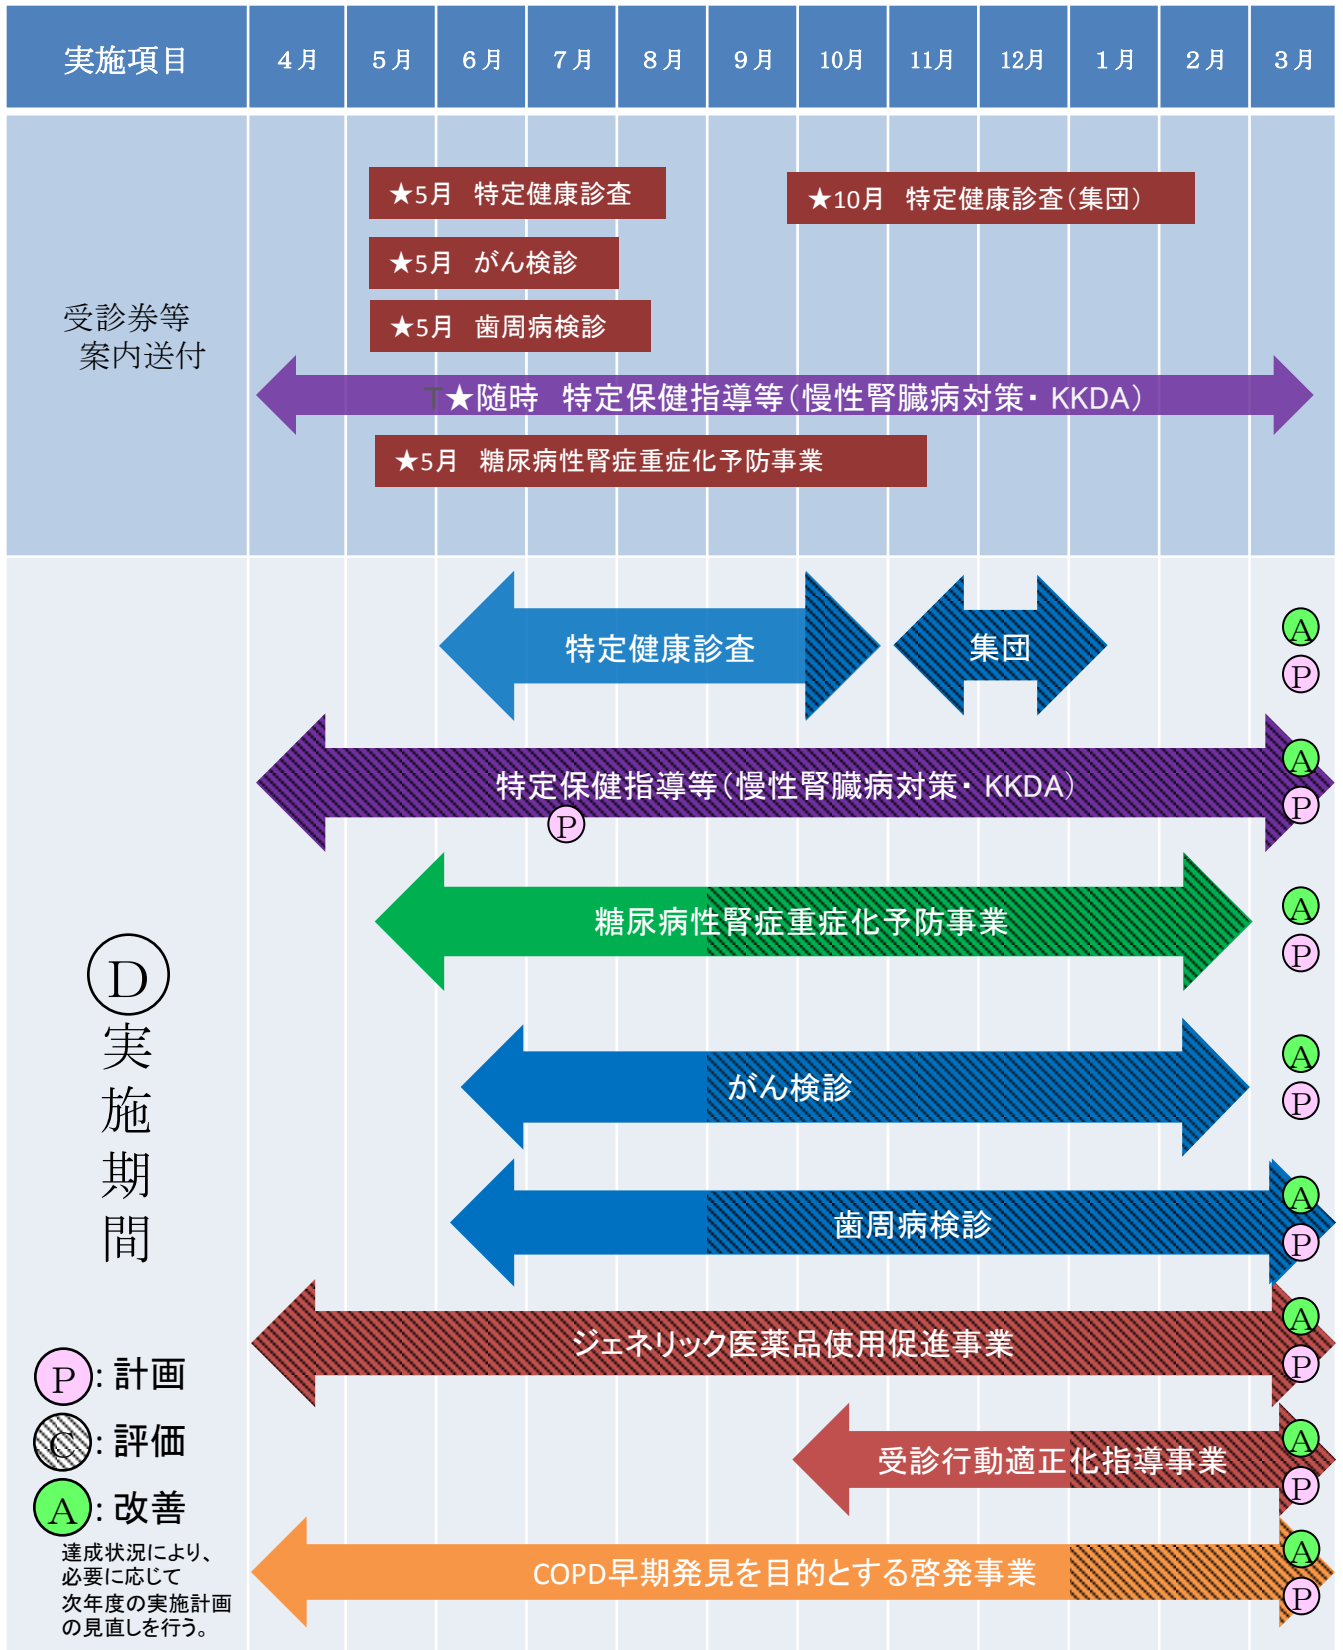 実施項目 4月 5月 6月 7月 8月 9月 10月 11月 12月 1月 2月 3月
★5月 特定健康診査
★10月 特定健康診査（集団）
★5月 がん検診
受診券等
案内送付
★5月 歯周病検診
T★随時 特定保健指導等（慢性腎臓病対策・ KKDA）
★5月 糖尿病性腎症重症化予防事業
特定健康診査
集団
A
P
特定保健指導等（慢性腎臓病対策・ KKDA）
A
P
P
糖尿病性腎症重症化予防事業
A
P
D
実
施
期
間
がん検診
A
P
歯周病検診
A
P
ジェネリック医薬品使用促進事業
A
P
受診行動適正化指導事業
A
P
COPD早期発見を目的とする啓発事業
A
P
P：計画
C：評価
A：改善
達成状況により、
必要に応じて
次年度の実施計画
の見直しを行う。